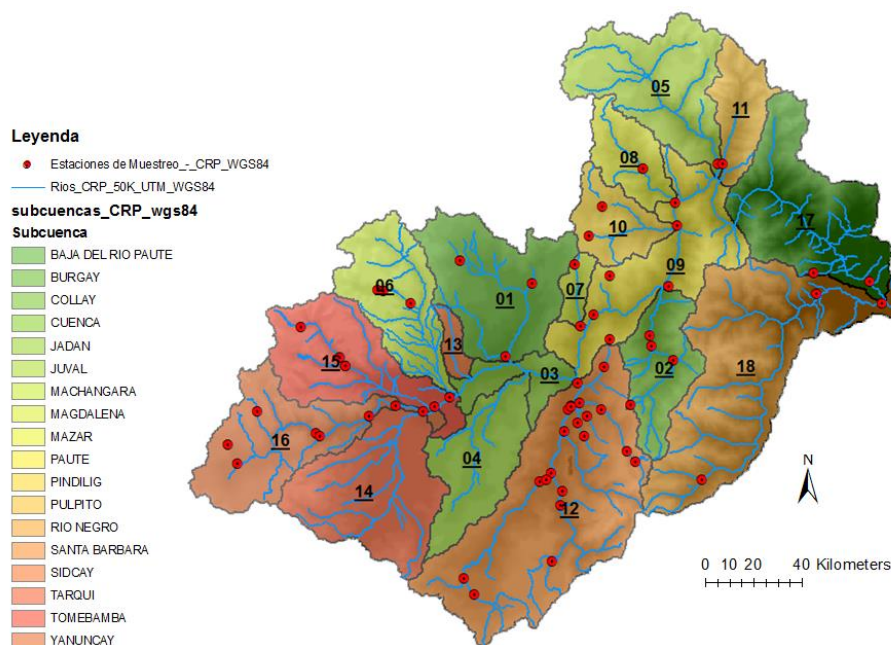 Leyenda
Estaciones de Muestreo_-_CRP_WGS84
Rios_CRP_50K_UTM_WGS84
subcuencas_CRP_wgs84
Subcuenca
BAJA DEL RIO PAUTE
BURGAY
COLLAY
CUENCA
JADAN
JUVAL
MACHANGARA
MAGDALENA
MAZAR
PAUTE
PINDILIG
PULPITO
RIO NEGRO
SANTA BARBARA
SIDCAY
TARQUI
TOMEBAMBA
YANUNCAY
05
11
08
17
10
06
09
01
07
13
15
03
02
18
16
04
14
12
N
0 10 20 40 Kilometers